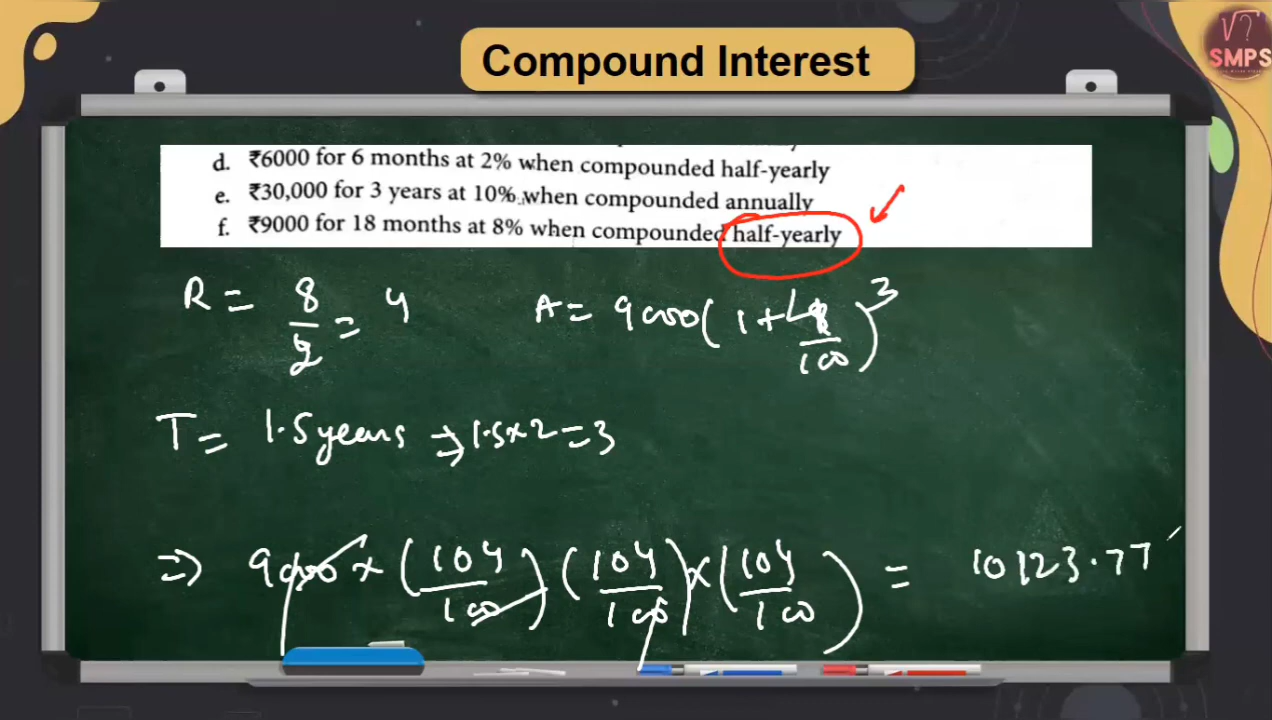 Compound Interest
√?
SMPS
d. ₹6000 for 6 months at 2% when compounded half-yearly
e. ₹30,000 for 3 years at 10% when compounded annually
f. ₹9000 for 18 months at 8% when compounded half-yearly
R = 8/2 = 4
A = 9000(1+4/100)^3
T = 1.5 years ⇒ 1.5×2=3
⇒ 9000 × (104/100) (104/100) × (104/100) = 10123.77